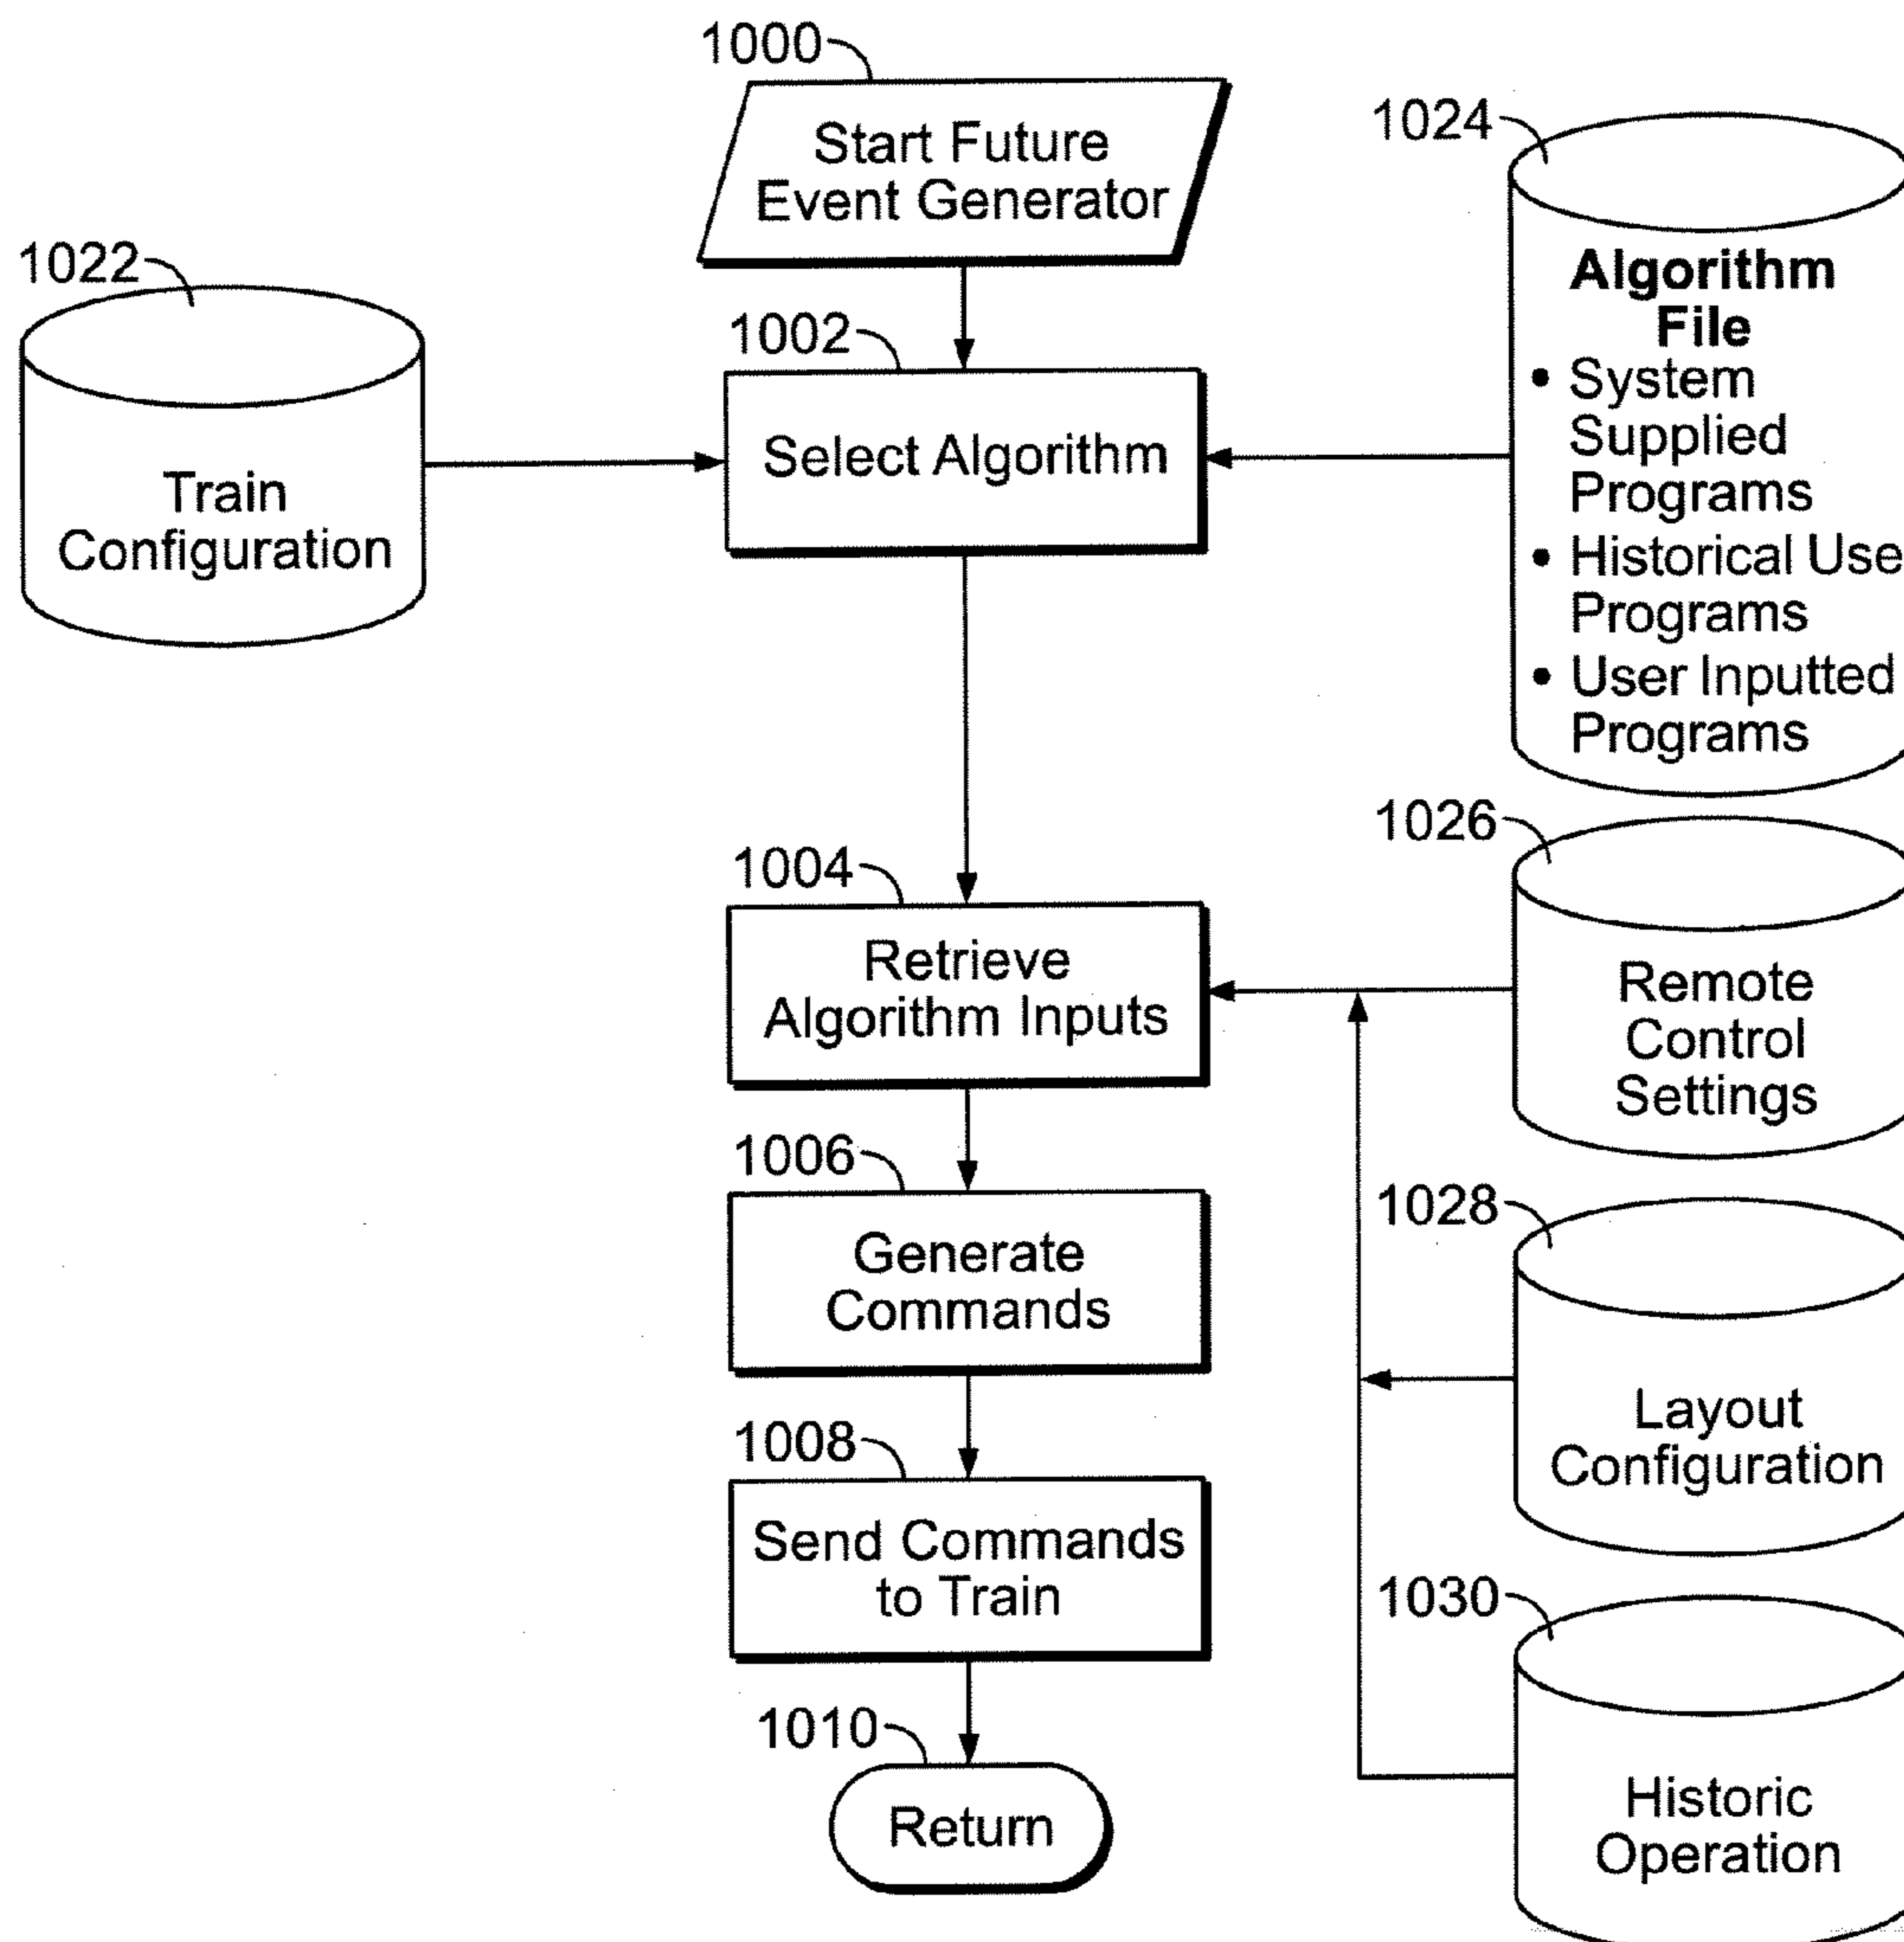 1000
Start Future
Event Generator
1024
Algorithm
File
• System
Supplied
Programs
• Historical Use
Programs
• User Inputted
Programs
1022
Train
Configuration
1002
Select Algorithm
1004
Retrieve
Algorithm Inputs
1026
Remote
Control
Settings
1006
Generate
Commands
1028
Layout
Configuration
1008
Send Commands
to Train
1030
Historic
Operation
1010
Return